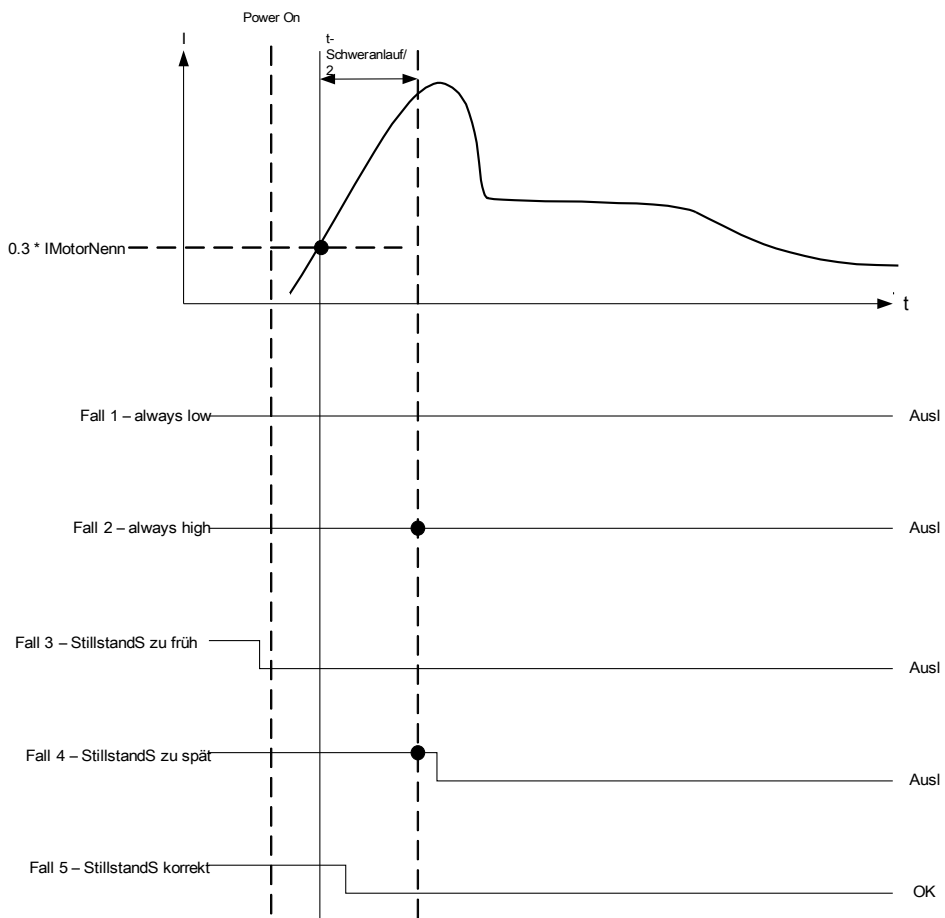 Power On
I
t-
Schweranlauf/
2
0.3 * IMotorNenn
t
Fall 1 – always low
Ausl
Fall 2 – always high
Ausl
Fall 3 – StillstandS zu früh
Ausl
Fall 4 – StillstandS zu spät
Ausl
Fall 5 – StillstandS korrekt
OK